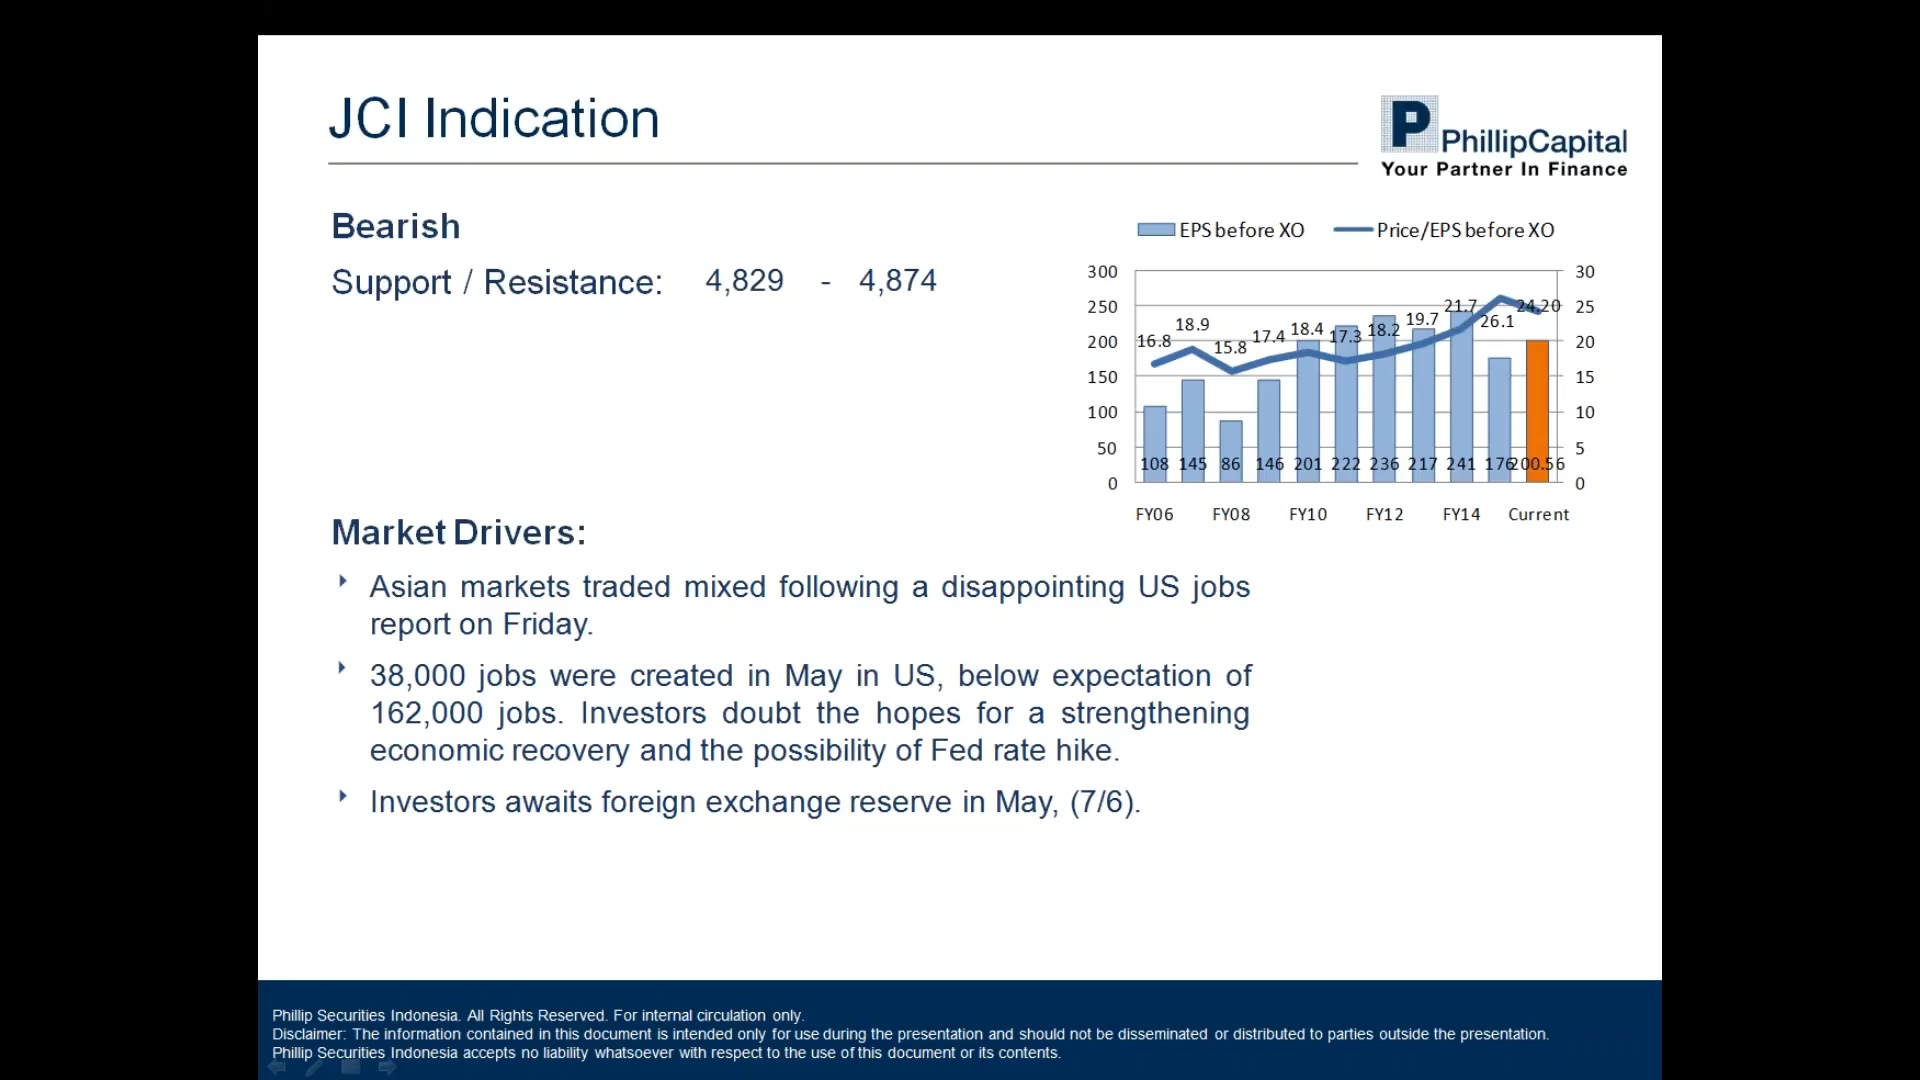 JCI Indication
PhillipCapital
Your Partner In Finance
Bearish
Support / Resistance: 4,829 - 4,874
EPS before XO Price/EPS before XO
300 30
250 25
200 20
150 15
100 10
50 5
0 0
16.8 18.9 15.8 17.4 18.4 17.3 18.2 19.7 21.7 26.1 24.20
108 145 86 146 201 222 236 217 241 176 200.56
FY06 FY08 FY10 FY12 FY14 Current
Market Drivers:
Asian markets traded mixed following a disappointing US jobs
report on Friday.
38,000 jobs were created in May in US, below expectation of
162,000 jobs. Investors doubt the hopes for a strengthening
economic recovery and the possibility of Fed rate hike.
Investors awaits foreign exchange reserve in May, (7/6).
Phillip Securities Indonesia. All Rights Reserved. For internal circulation only.
Disclaimer: The information contained in this document is intended only for use during the presentation and should not be disseminated or distributed to parties outside the presentation.
Phillip Securities Indonesia accepts no liability whatsoever with respect to the use of this document or its contents.